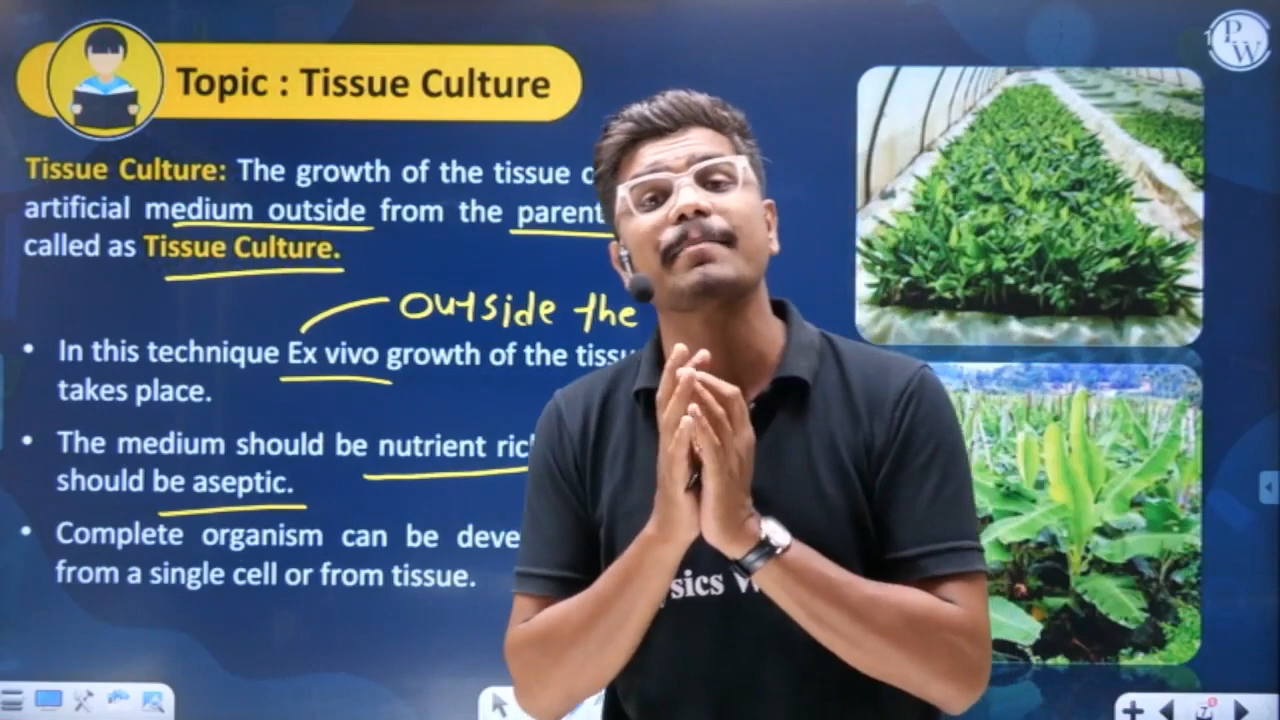 PW
Topic : Tissue Culture
Tissue Culture: The growth of the tissue
artificial medium outside from the parent
called as Tissue Culture.
outside the
In this technique Ex vivo growth of the
takes place.
The medium should be nutrient
should be aseptic.
Complete organism can be
from a single cell or from tissue.